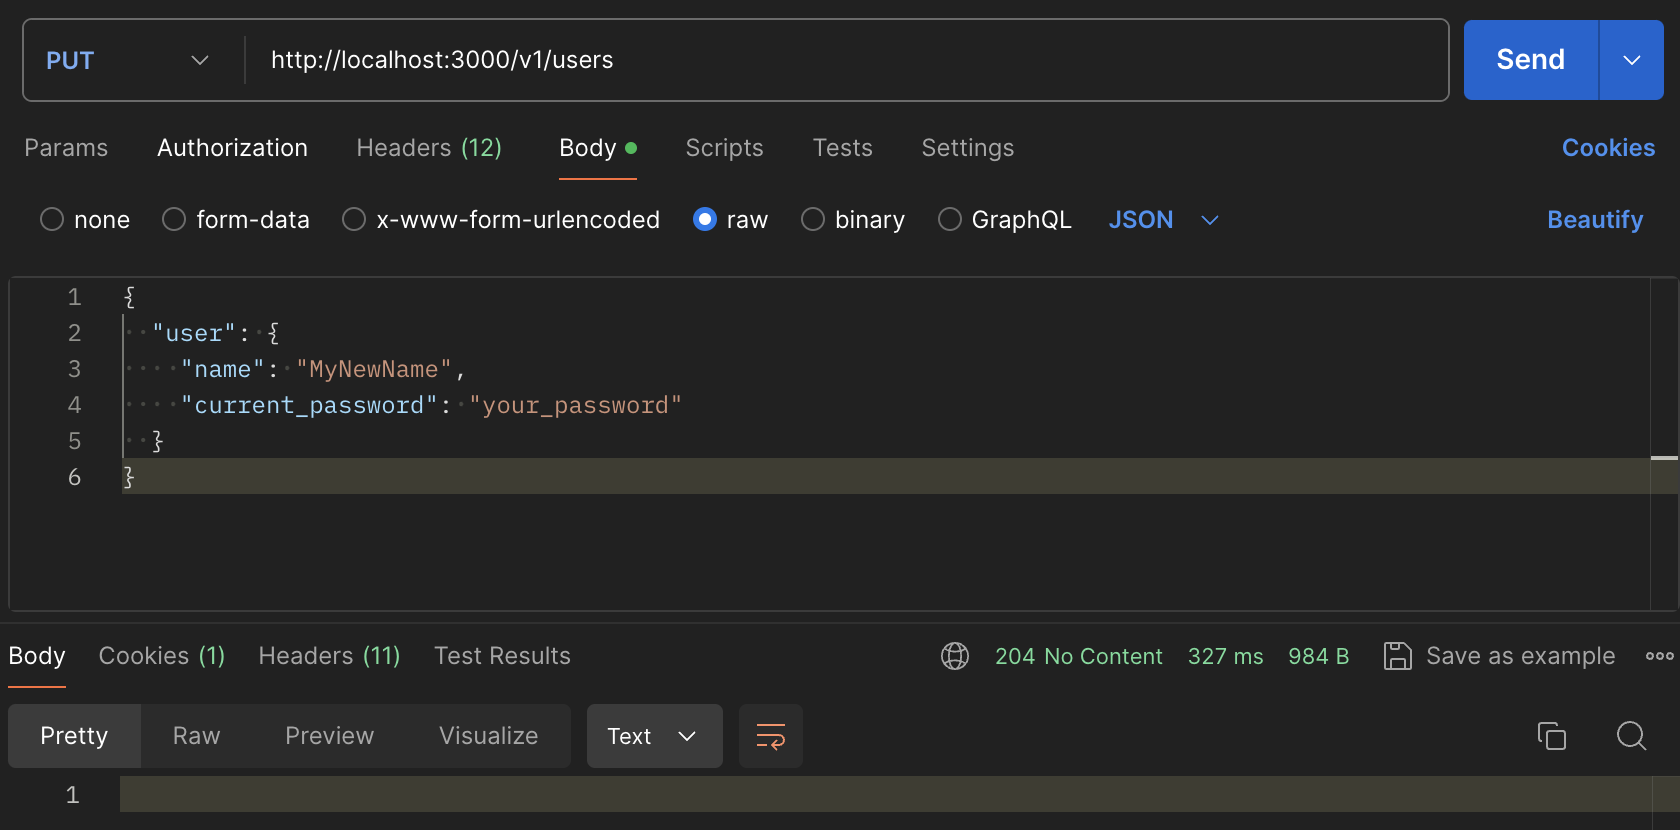 PUT http://localhost:3000/v1/users Send
Params Authorization Headers (12) Body Scripts Tests Settings Cookies
none form-data x-www-form-urlencoded raw binary GraphQL JSON Beautify
1 {
2 "user": {
3 "name": "MyNewName",
4 "current_password": "your_password"
5 }
6 }
Body Cookies (1) Headers (11) Test Results 204 No Content 327 ms 984 B Save as example
Pretty Raw Preview Visualize Text
1